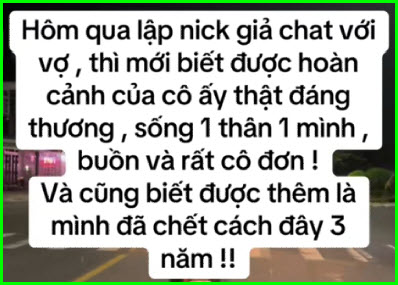 Hôm qua lập nick giả chat với
vợ , thì mới biết được hoàn
cảnh của cô ấy thật đáng
thương , sống 1 thân 1 mình ,
buồn và rất cô đơn !
Và cũng biết được thêm là
mình đã chết cách đây 3
năm !!